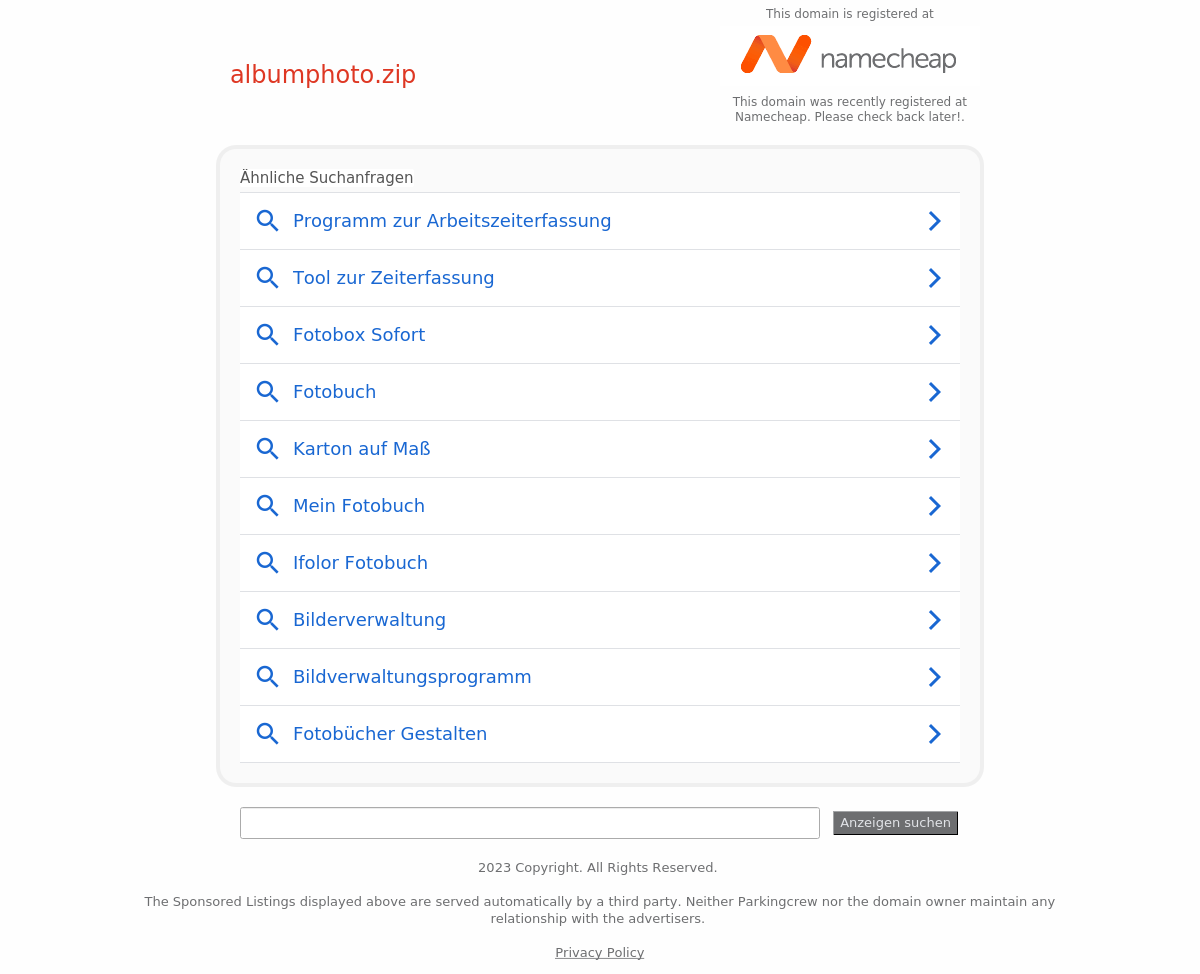 This domain is registered at
albumphoto.zip
namecheap
This domain was recently registered at
Namecheap. Please check back later!.
Ähnliche Suchanfragen
Programm zur Arbeitszeiterfassung
Tool zur Zeiterfassung
Fotobox Sofort
Fotobuch
Karton auf Maß
Mein Fotobuch
Ifolor Fotobuch
Bilderverwaltung
Bildverwaltungsprogramm
Fotobücher Gestalten
Anzeigen suchen
2023 Copyright. All Rights Reserved.
The Sponsored Listings displayed above are served automatically by a third party. Neither Parkingcrew nor the domain owner maintain any
relationship with the advertisers.
Privacy Policy